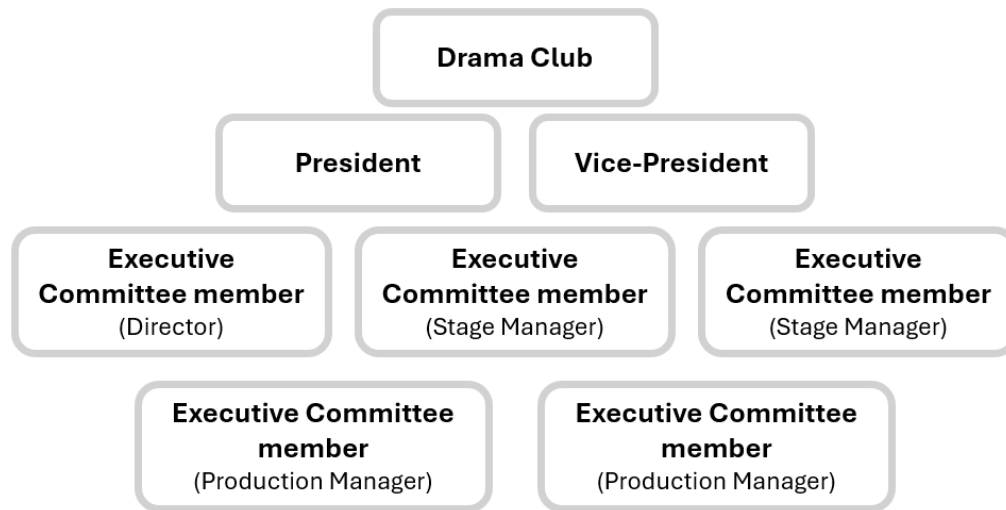 Drama Club
President
Vice-President
Executive
Committee member
(Director)
Executive
Committee member
(Stage Manager)
Executive
Committee member
(Stage Manager)
Executive Committee
member
(Production Manager)
Executive Committee
member
(Production Manager)